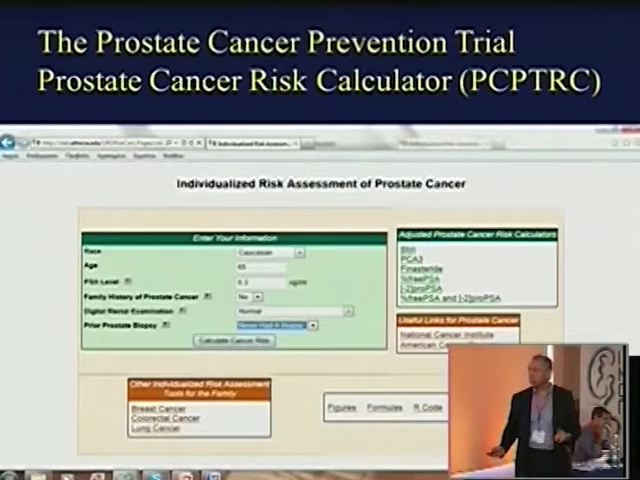 The Prostate Cancer Prevention Trial
Prostate Cancer Risk Calculator (PCPTRC)
Individualized Risk Assessment of Prostate Cancer
Enter Your Information
Race Caucasian
Age 65
PSA Level ng/ml
Family History of Prostate Cancer No
Digital Rectal Examination Normal
Prior Prostate Biopsy Never Had A Biopsy
Calculate Cancer Risk
Adjusted Prostate Cancer Risk Calculators
BMI
PCA3
Finasteride
%freePSA
[-2]proPSA
%freePSA and [-2]proPSA
Useful Links for Prostate Cancer
National Cancer Institute
American
Other Individualized Risk Assessment
Tools for the Family
Breast Cancer
Colorectal Cancer
Lung Cancer
Figures Formulas R Code